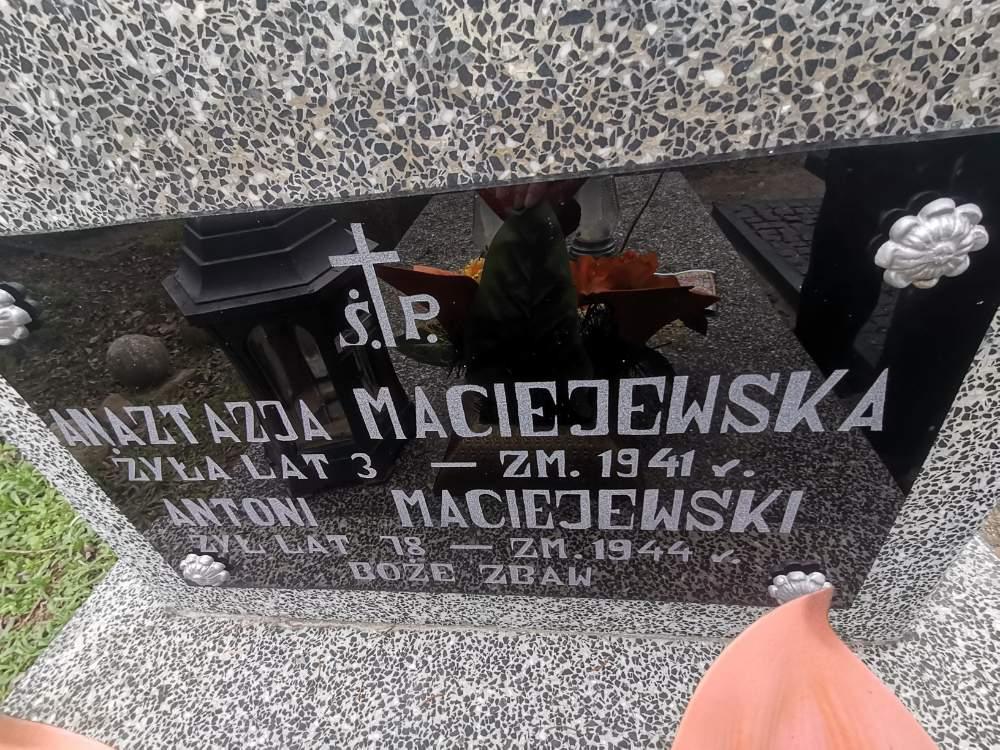 Ś.P.
ANAZTAZJA MACIEJEWSKA
ŻYŁA LAT 3 — ZM. 1941 r.
ANTONI MACIEJEWSKI
ŻYŁ LAT 78 — ZM. 1944 r.
BOŻE ZBAW